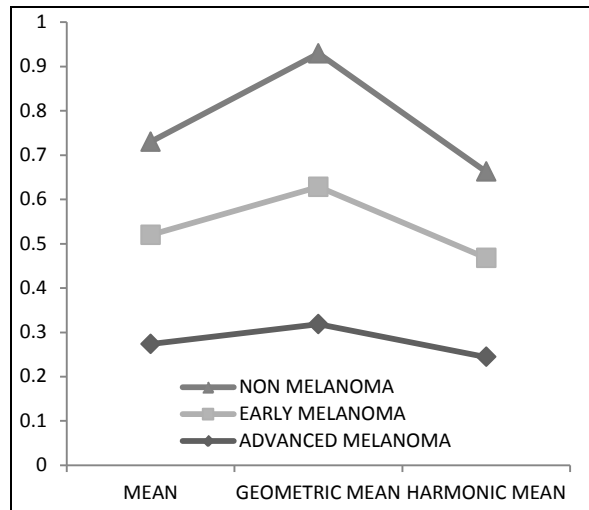 1
0.9
0.8
0.7
0.6
0.5
0.4
0.3
0.2
0.1
0
NON MELANOMA
EARLY MELANOMA
ADVANCED MELANOMA
MEAN GEOMETRIC MEAN HARMONIC MEAN